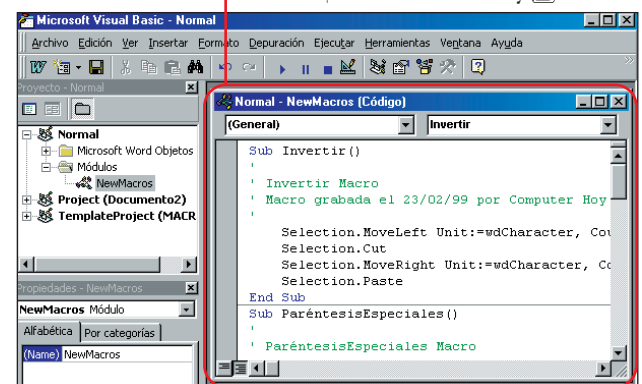 Microsoft Visual Basic - Normal
Archivo Edición Ver Insertar Formato Depuración Ejecutar Herramientas Ventana Ayuda
Proyecto - Normal
Normal
Microsoft Word Objetos
Módulos
NewMacros
Project (Documento2)
TemplateProject (MACR
Propiedades - NewMacros
NewMacros Módulo
Alfabética Por categorías
(Name) NewMacros
Normal - NewMacros (Código)
(General) Invertir
Sub Invertir()
'
' Invertir Macro
' Macro grabada el 23/02/99 por Computer Hoy
'
Selection.MoveLeft Unit:=wdCharacter, Cou
Selection.Cut
Selection.MoveRight Unit:=wdCharacter, Co
Selection.Paste
End Sub
Sub ParéntesisEspeciales()
'
' ParéntesisEspeciales Macro